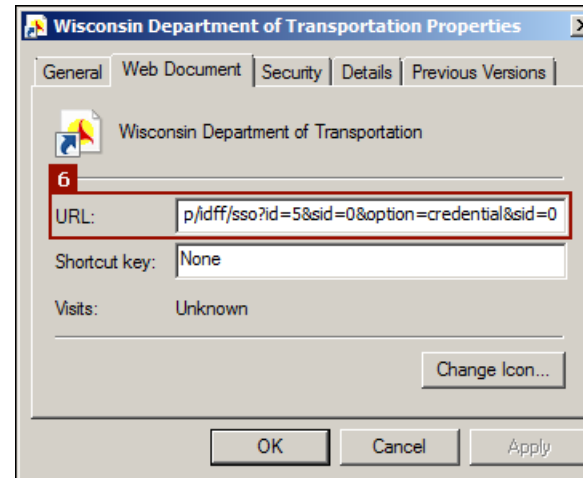 Wisconsin Department of Transportation Properties
General Web Document Security Details Previous Versions
Wisconsin Department of Transportation
6
URL: p/idff/sso?id=5&sid=0&option=credential&sid=0
Shortcut key: None
Visits: Unknown
Change Icon...
OK Cancel Apply